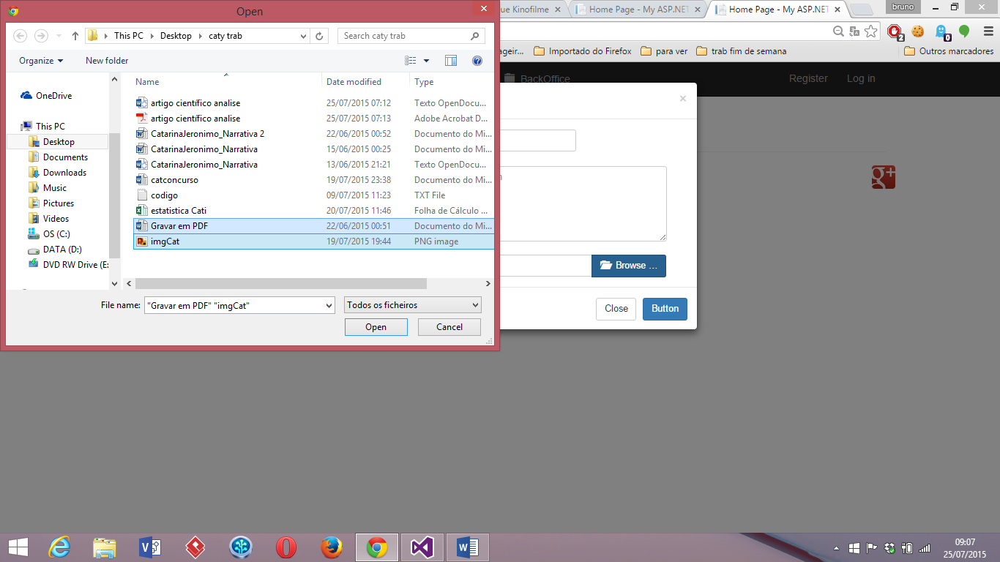 Open
This PC
Desktop
caty trab
Search caty trab
Organize
New folder
OneDrive
This PC
Desktop
Documents
Downloads
Music
Pictures
Videos
OS (C:)
DATA (D:)
DVD RW Drive (E:
Name Date modified Type
artigo científico analise 25/07/2015 07:12 Texto OpenDocu...
artigo científico analise 25/07/2015 07:13 Adobe Acrobat D...
CatarinaJeronimo_Narrativa 2 22/06/2015 00:52 Documento do Mi...
CatarinaJeronimo_Narrativa 15/06/2015 00:25 Documento do Mi...
CatarinaJeronimo_Narrativa 13/06/2015 21:21 Texto OpenDocu...
catconcurso 19/07/2015 23:38 Documento do Mi...
codigo 09/07/2015 11:23 TXT File
estatistica Cati 20/07/2015 11:46 Folha de Cálculo ...
Gravar em PDF 22/06/2015 00:51 Documento do Mi...
imgCat 19/07/2015 19:44 PNG image
File name: "Gravar em PDF" "imgCat" Todos os ficheiros
Open Cancel
ue Kinofilme
Home Page - My ASP.NET
Home Page - My ASP.NET
bruno
2
0
ageir...
Importado do Firefox
para ver
trab fim de semana
Outros marcadores
BackOffice
Register
Log in
×
n
g+
Browse …
Close
Button
09:07
25/07/2015